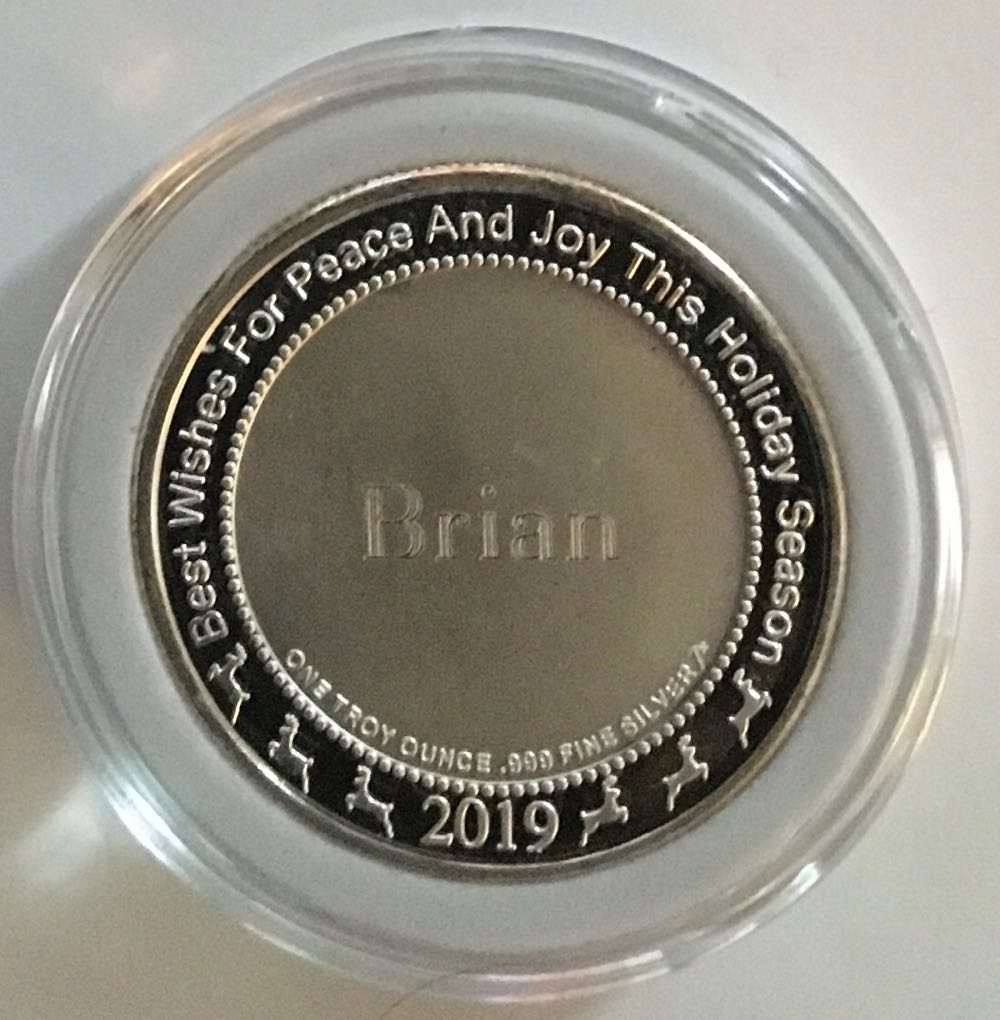 Best Wishes For Peace And Joy This Holiday Season
Brian
ONE TROY OUNCE .999 FINE SILVER
2019